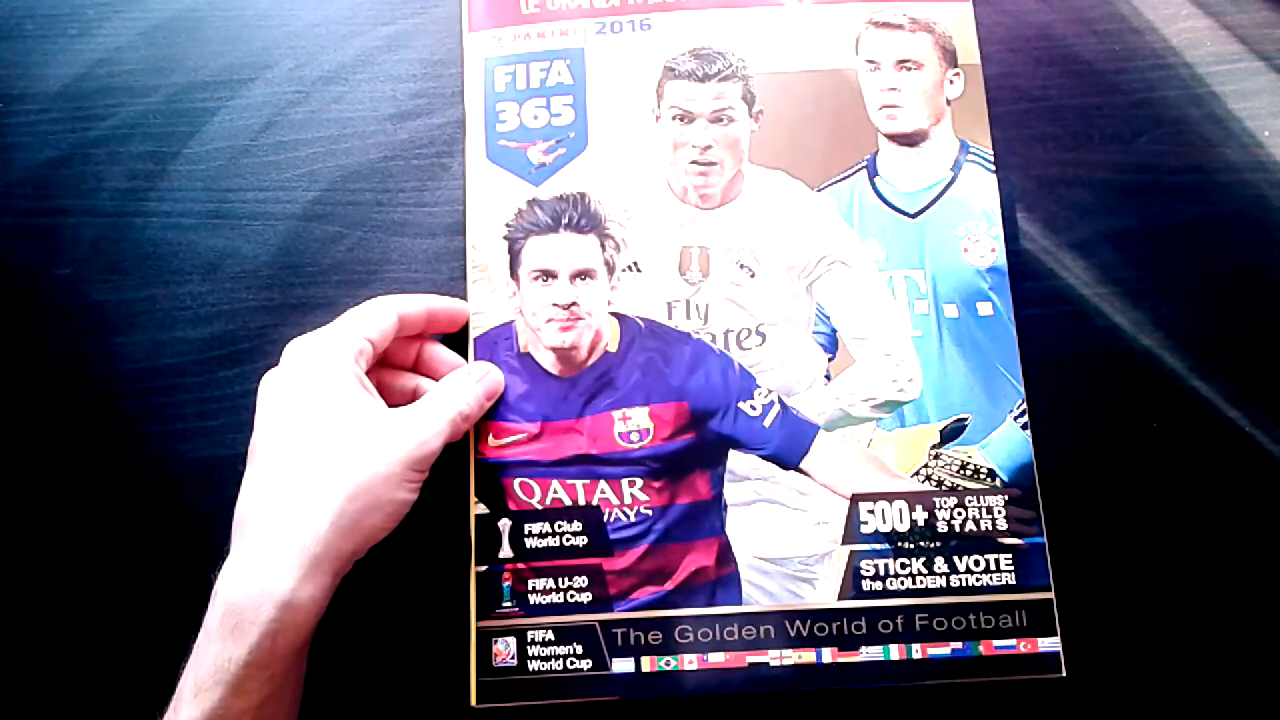 PANINI
2016
FIFA
365
Fly
QATAR
FIFA Club
World Cup
FIFA U-20
World Cup
FIFA
Women's
World Cup
500+ TOP CLUBS'
WORLD
STARS
STICK & VOTE
the GOLDEN STICKER!
The Golden World of Football